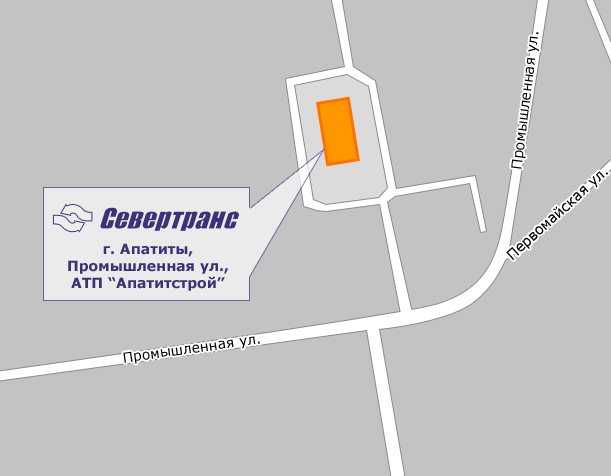 Промышленная ул.
Первомайская ул.
Севертранс
г. Апатиты,
Промышленная ул.,
АТП “Апатитстрой”
Промышленная ул.